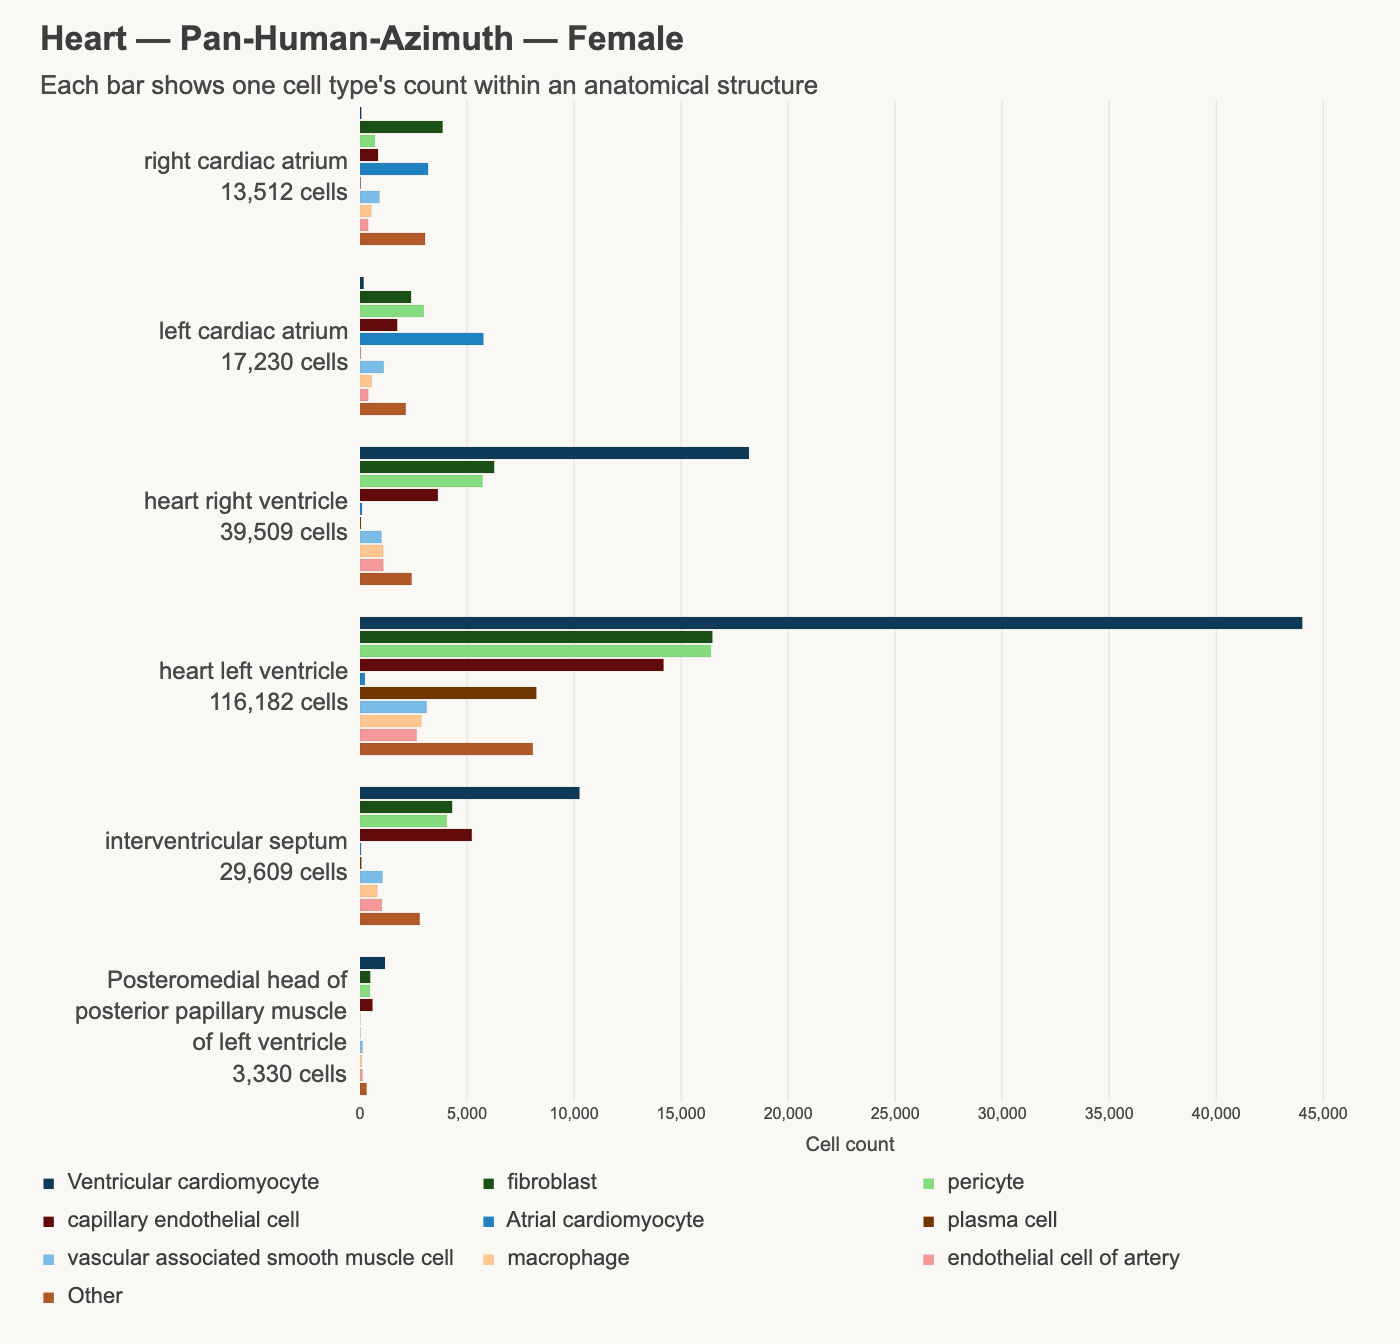 Heart — Pan-Human-Azimuth — Female
Each bar shows one cell type's count within an anatomical structure
right cardiac atrium
13,512 cells
left cardiac atrium
17,230 cells
heart right ventricle
39,509 cells
heart left ventricle
116,182 cells
interventricular septum
29,609 cells
Posteromedial head of
posterior papillary muscle
of left ventricle
3,330 cells
0 5,000 10,000 15,000 20,000 25,000 30,000 35,000 40,000 45,000
Cell count
Ventricular cardiomyocyte fibroblast pericyte
capillary endothelial cell Atrial cardiomyocyte plasma cell
vascular associated smooth muscle cell macrophage endothelial cell of artery
Other